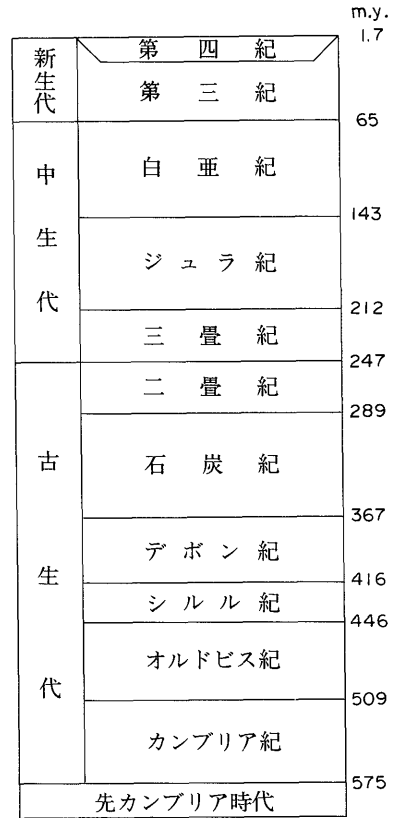 m.y.
1.7
新生代
第四紀
第三紀
65
中生代
白亜紀
143
ジュラ紀
212
三畳紀
247
古生代
二畳紀
289
石炭紀
367
デボン紀
416
シルル紀
446
オルドビス紀
509
カンブリア紀
575
先カンブリア時代